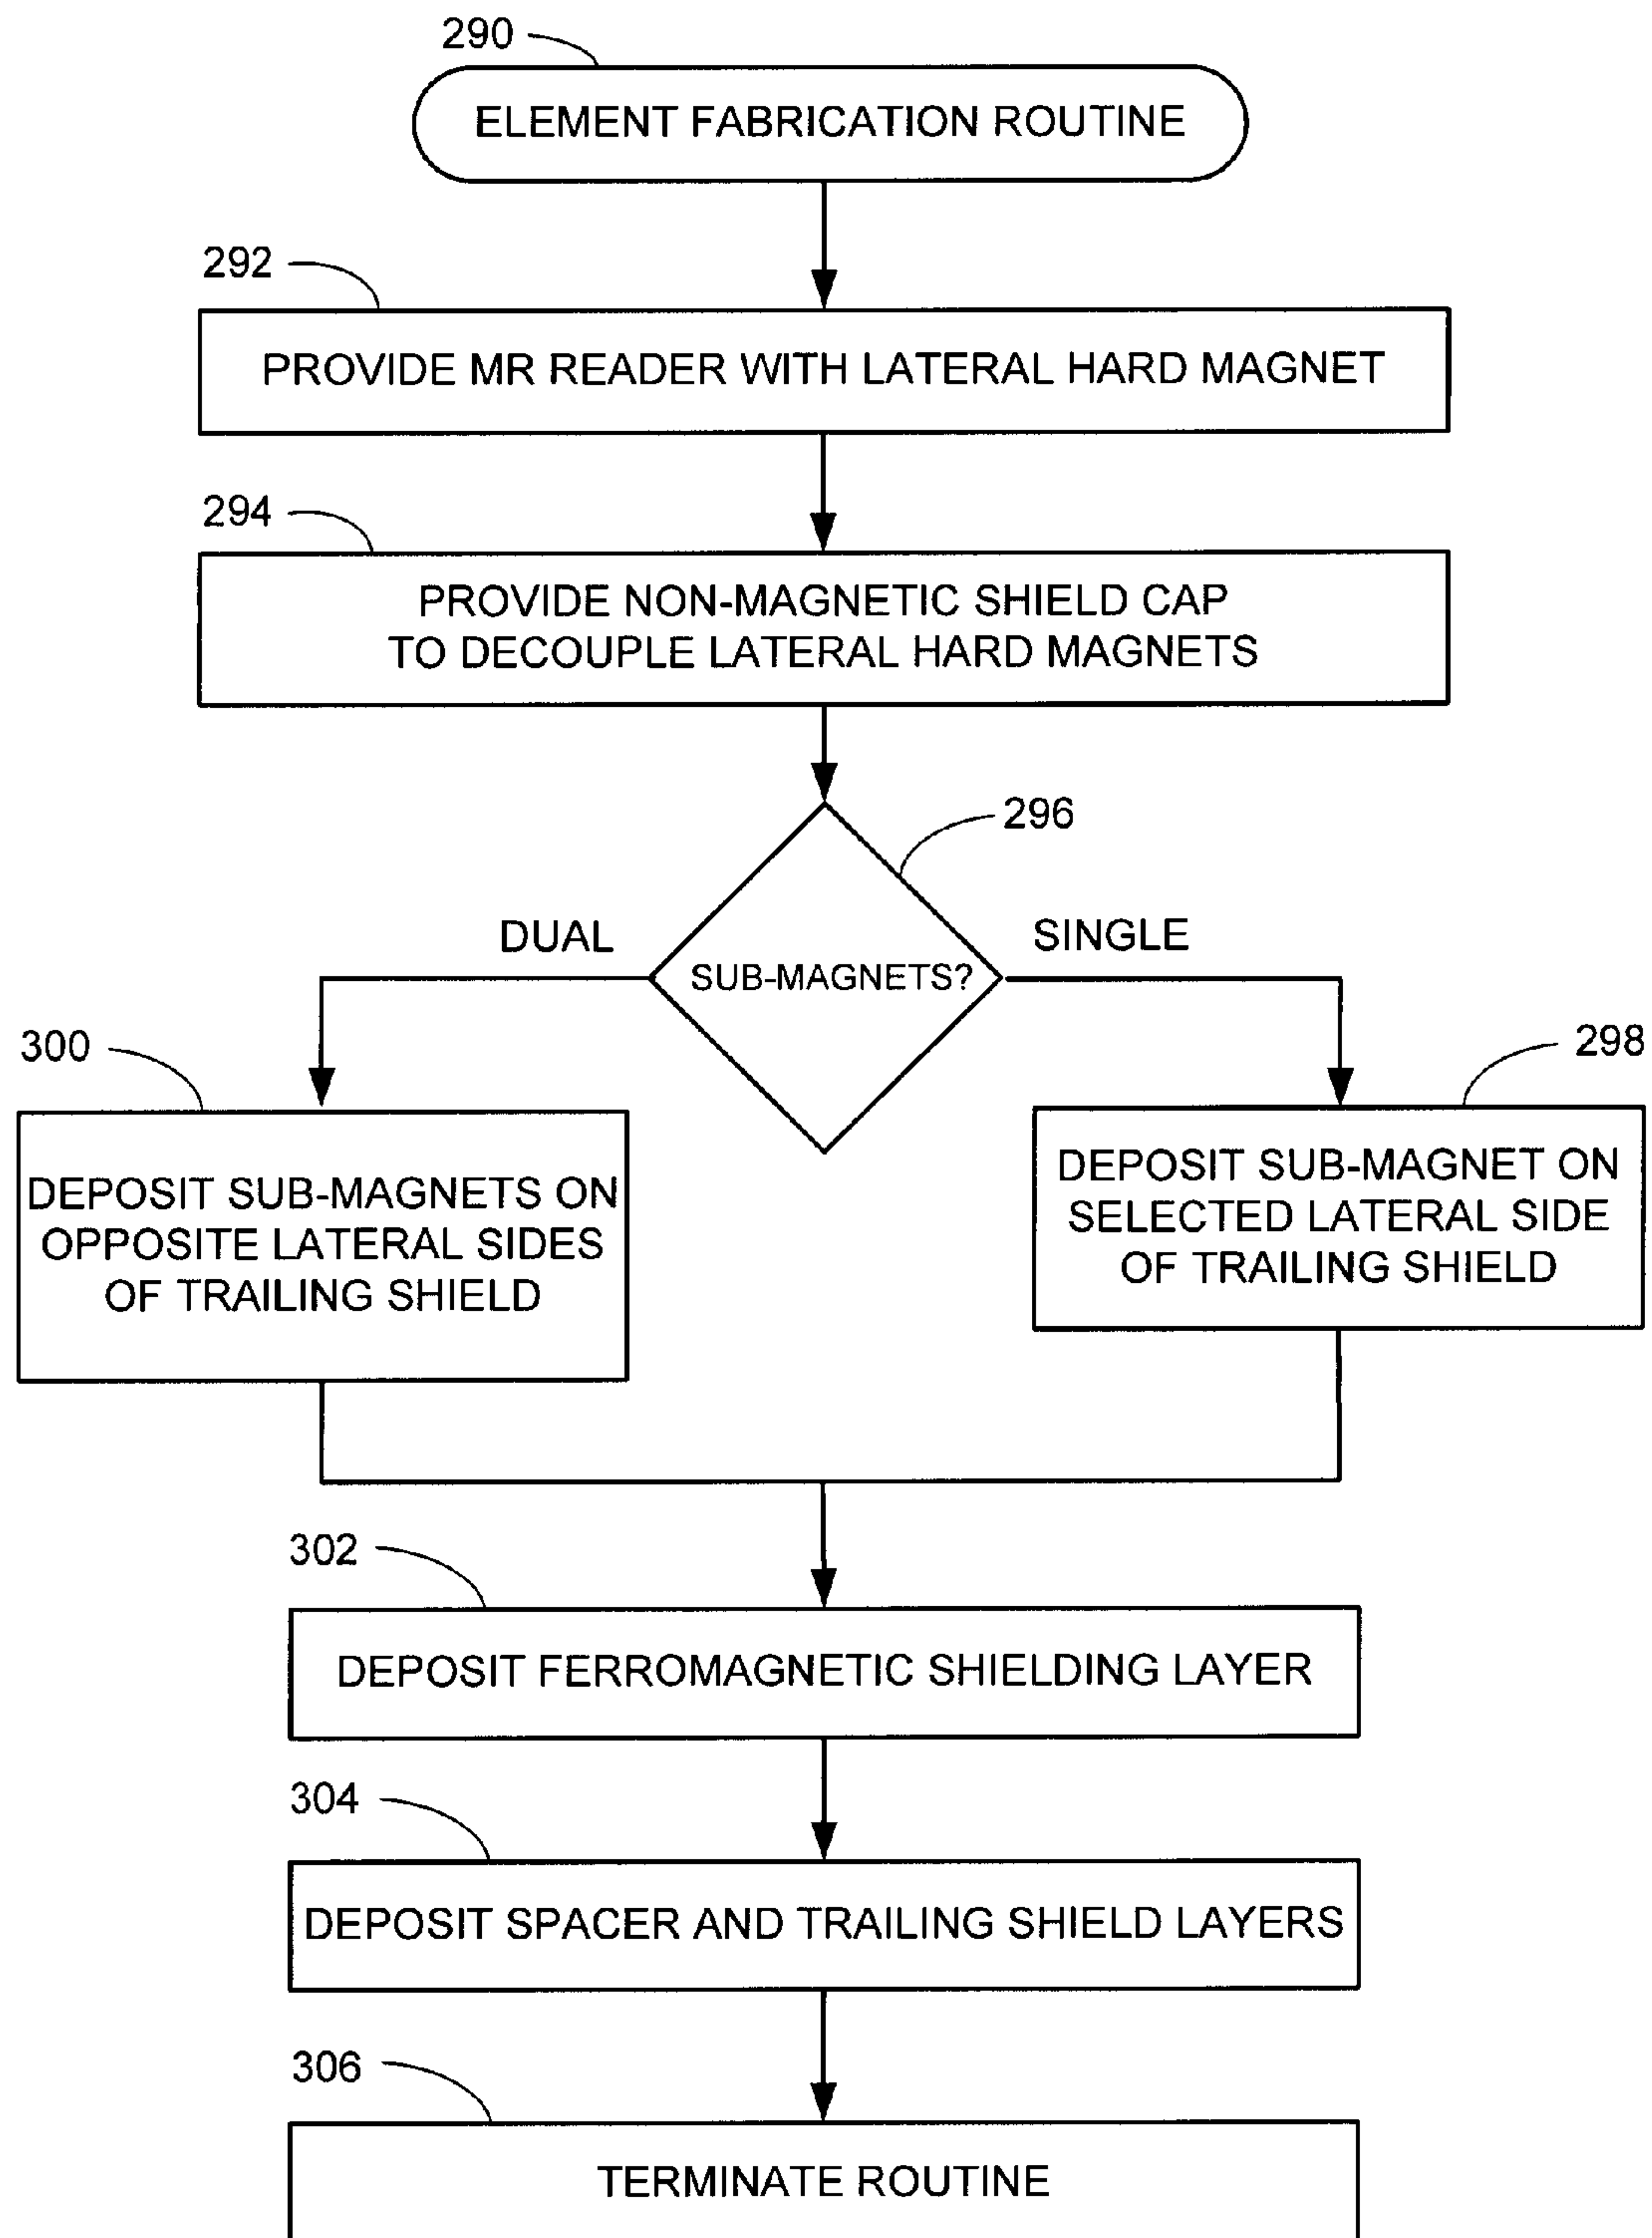 290
ELEMENT FABRICATION ROUTINE
292
PROVIDE MR READER WITH LATERAL HARD MAGNET
294
PROVIDE NON-MAGNETIC SHIELD CAP
TO DECOUPLE LATERAL HARD MAGNETS
296
DUAL
SINGLE
SUB-MAGNETS?
300
298
DEPOSIT SUB-MAGNETS ON
OPPOSITE LATERAL SIDES
OF TRAILING SHIELD
DEPOSIT SUB-MAGNET ON
SELECTED LATERAL SIDE
OF TRAILING SHIELD
302
DEPOSIT FERROMAGNETIC SHIELDING LAYER
304
DEPOSIT SPACER AND TRAILING SHIELD LAYERS
306
TERMINATE ROUTINE